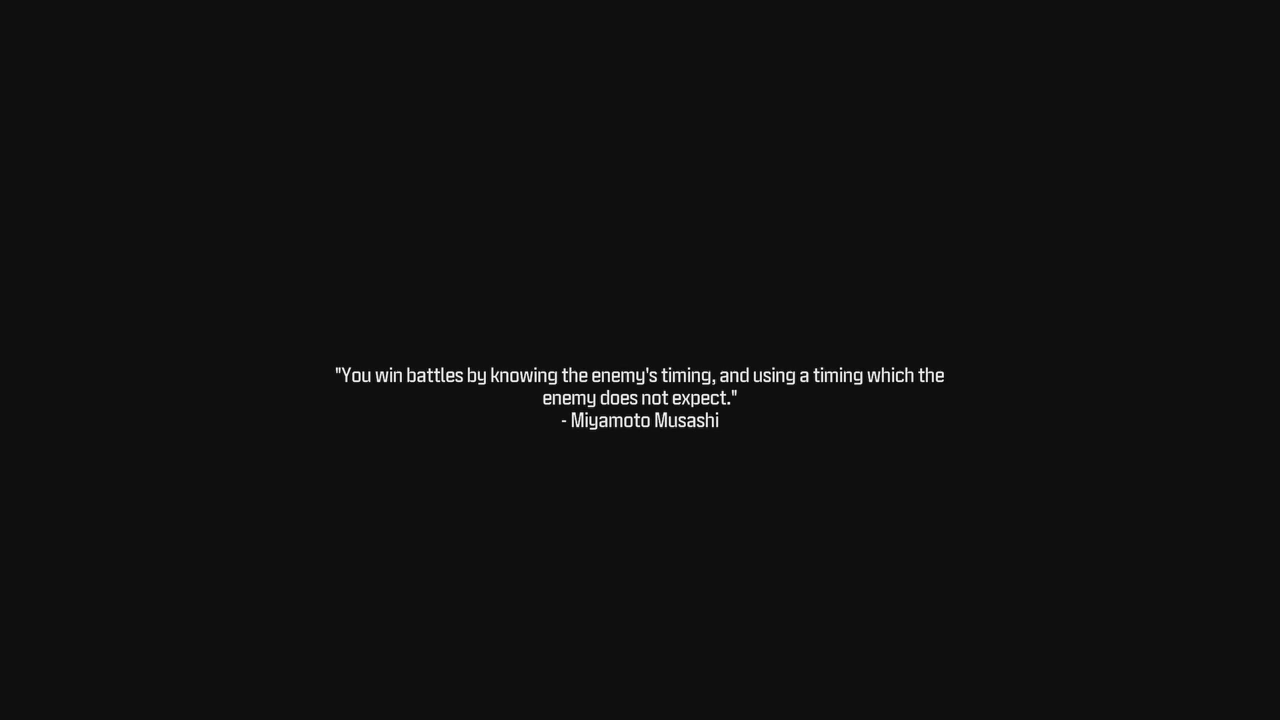 "You win battles by knowing the enemy's timing, and using a timing which the
enemy does not expect."
- Miyamoto Musashi